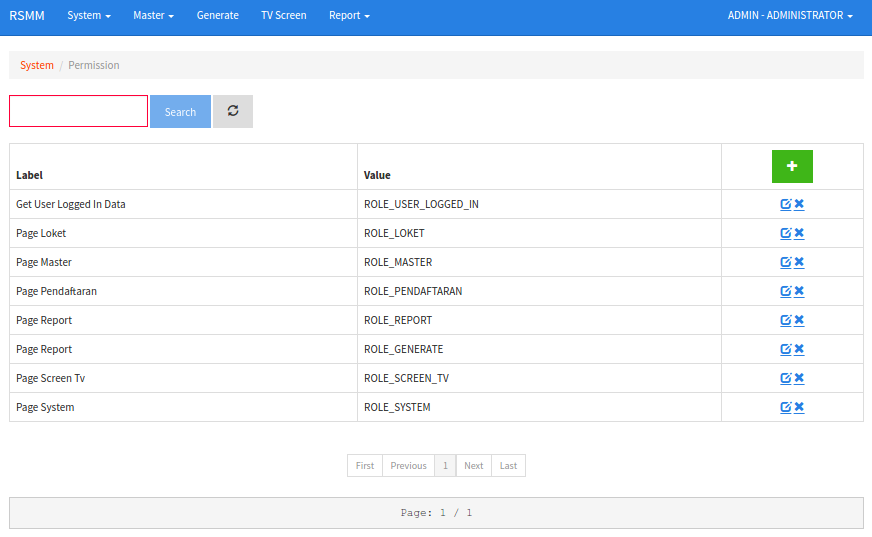 RSMM System Master Generate TV Screen Report ADMIN - ADMINISTRATOR
System / Permission
Search
Label Value
Get User Logged In Data ROLE_USER_LOGGED_IN
Page Loket ROLE_LOKET
Page Master ROLE_MASTER
Page Pendaftaran ROLE_PENDAFTARAN
Page Report ROLE_REPORT
Page Report ROLE_GENERATE
Page Screen Tv ROLE_SCREEN_TV
Page System ROLE_SYSTEM
First Previous 1 Next Last
Page: 1 / 1